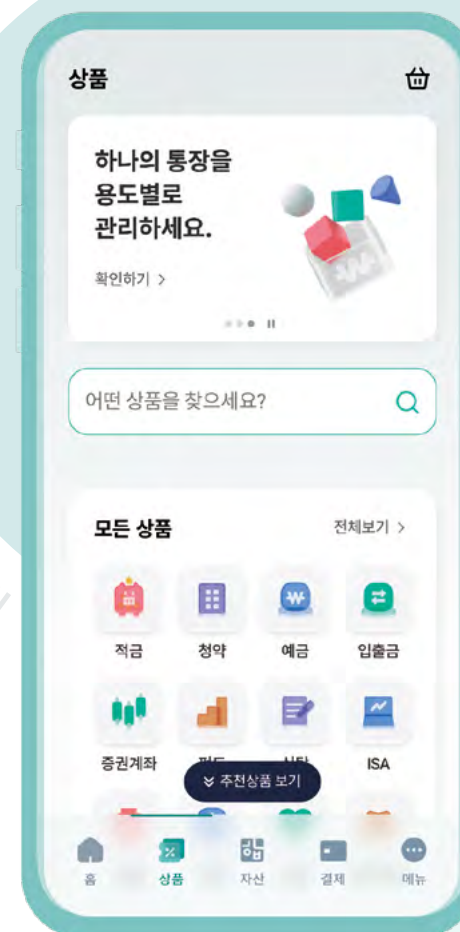 상품
하나의 통장을
용도별로
관리하세요.
확인하기 >
어떤 상품을 찾으세요?
모든 상품
전체보기 >
적금 청약 예금 입출금
증권계좌 ISA
추천상품 보기
홈 상품 자산 결제 메뉴